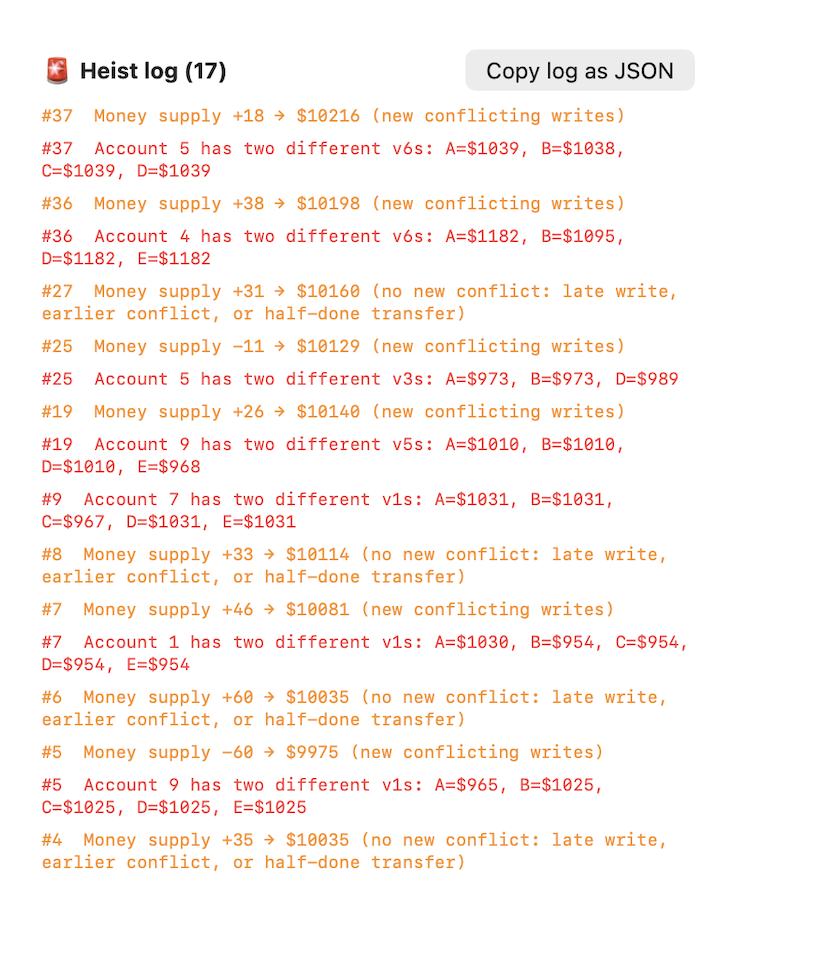 🚨 Heist log (17)
Copy log as JSON
#37  Money supply +18 → $10216 (new conflicting writes)
#37  Account 5 has two different v6s: A=$1039, B=$1038,
C=$1039, D=$1039
#36  Money supply +38 → $10198 (new conflicting writes)
#36  Account 4 has two different v6s: A=$1182, B=$1095,
D=$1182, E=$1182
#27  Money supply +31 → $10160 (no new conflict: late write,
earlier conflict, or half-done transfer)
#25  Money supply −11 → $10129 (new conflicting writes)
#25  Account 5 has two different v3s: A=$973, B=$973, D=$989
#19  Money supply +26 → $10140 (new conflicting writes)
#19  Account 9 has two different v5s: A=$1010, B=$1010,
D=$1010, E=$968
#9  Account 7 has two different v1s: A=$1031, B=$1031,
C=$967, D=$1031, E=$1031
#8  Money supply +33 → $10114 (no new conflict: late write,
earlier conflict, or half-done transfer)
#7  Money supply +46 → $10081 (new conflicting writes)
#7  Account 1 has two different v1s: A=$1030, B=$954, C=$954,
D=$954, E=$954
#6  Money supply +60 → $10035 (no new conflict: late write,
earlier conflict, or half-done transfer)
#5  Money supply −60 → $9975 (new conflicting writes)
#5  Account 9 has two different v1s: A=$965, B=$1025,
C=$1025, D=$1025, E=$1025
#4  Money supply +35 → $10035 (no new conflict: late write,
earlier conflict, or half-done transfer)